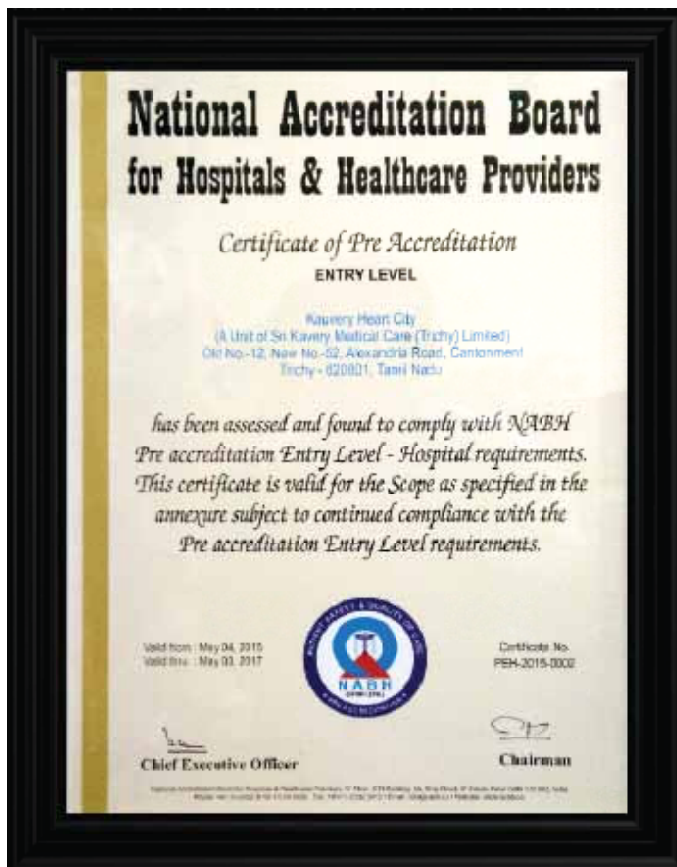 National Accreditation Board
for Hospitals & Healthcare Providers
Certificate of Pre Accreditation
ENTRY LEVEL
Kauvery Heart City
(A Unit of Sri Kavery Medical Care (Trichy) Limited)
Old No.-12, New No.-52, Alexandria Road, Cantonment
Trichy - 620001, Tamil Nadu
has been assessed and found to comply with NABH
Pre accreditation Entry Level - Hospital requirements.
This certificate is valid for the Scope as specified in the
annexure subject to continued compliance with the
Pre accreditation Entry Level requirements.
PATIENT SAFETY & QUALITY OF CARE
NABH
Valid from : May 04, 2015
Valid thru : May 03, 2017
Certificate No.
PEH-2015-0002
Chief Executive Officer
Chairman